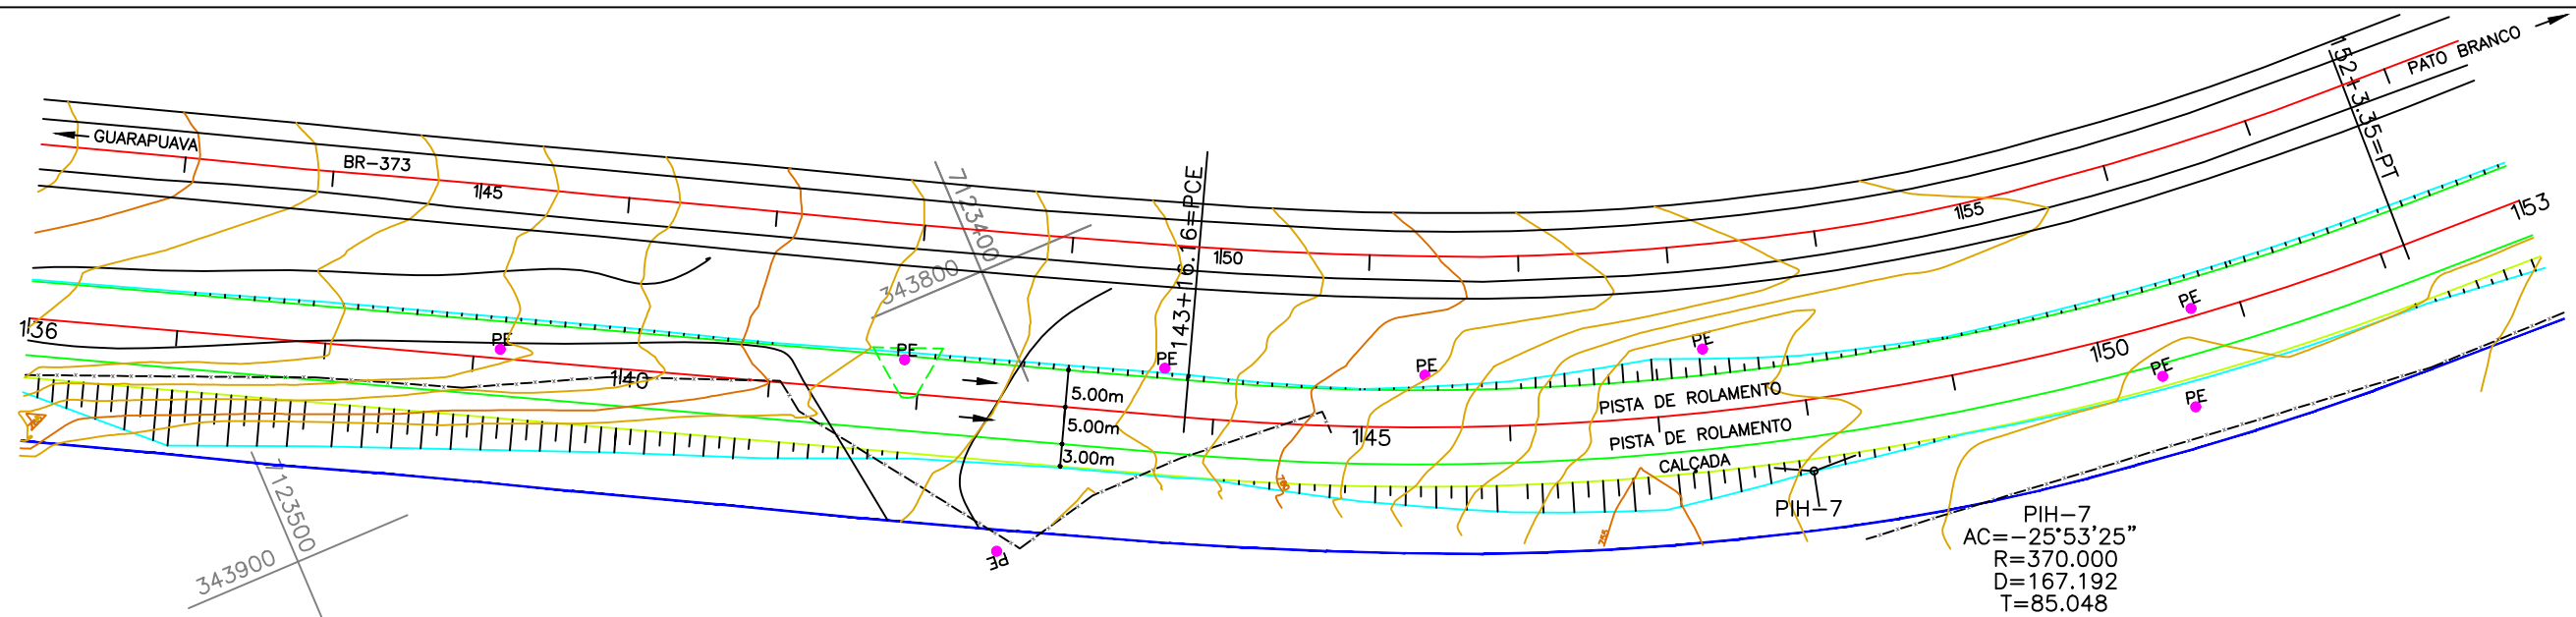 GUARAPUAVA
BR-373
145
7123400
343800
143+16.16=PCE
150
155
152+3.35=PT
PATO BRANCO
153
136
PE
140
PE
PE
PE
PE
PE
150
PE
PE
5.00m
5.00m
3.00m
145
PISTA DE ROLAMENTO
PISTA DE ROLAMENTO
CALÇADA
760
755
PIH-7
PE
7123500
343900
PIH-7
AC=-25°53'25"
R=370.000
D=167.192
T=85.048